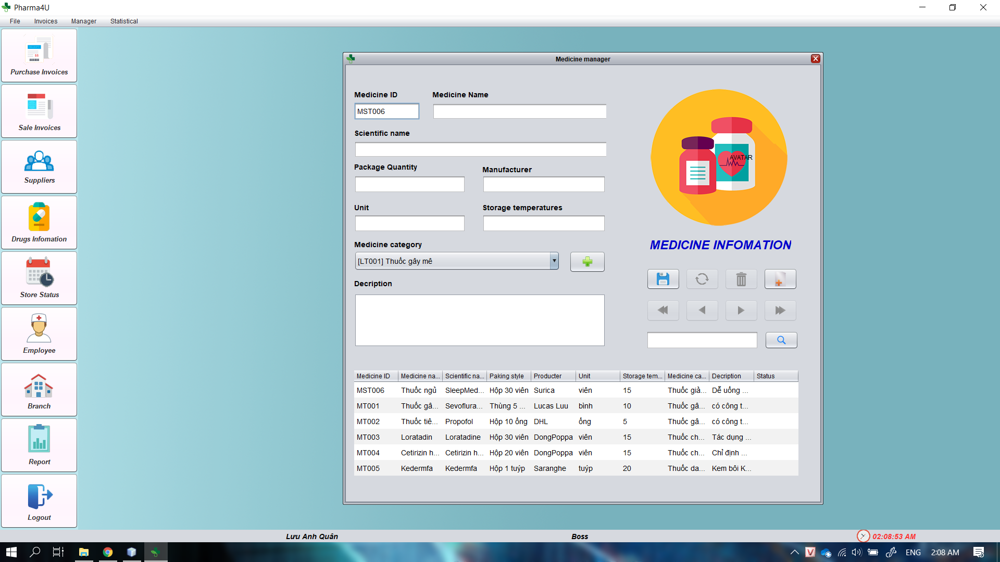 Pharma4U
File Invoices Manager Statistical
Purchase Invoices
Sale Invoices
Suppliers
Drugs Infomation
Store Status
Employee
Branch
Report
Logout
Medicine manager
Medicine ID Medicine Name
MST006
Scientific name
Package Quantity Manufacturer
Unit Storage temperatures
Medicine category
[LT001] Thuốc gây mê
Decription
AVATAR
MEDICINE INFOMATION
Medicine ID Medicine na... Scientific na... Paking style Producter Unit Storage tem... Medicine ca... Decription Status
MST006 Thuốc ngủ SleepMed... Hộp 30 viên Surica viên 15 Thuốc giả... Dễ uống ...
MT001 Thuốc gâ... Sevoflura... Thùng 5 ... Lucas Luu bình 10 Thuốc gâ... có công t...
MT002 Thuốc tiê... Propofol Hộp 10 ống DHL ống 5 Thuốc gâ... có công t...
MT003 Loratadin Loratadine Hộp 30 viên DongPoppa viên 15 Thuốc ch... Tác dụng ...
MT004 Cetirizin h... Cetirizin h... Hộp 20 viên DongPoppa viên 15 Thuốc ch... Chỉ định ...
MT005 Kedermfa Kedermfa Hộp 1 tuýp Saranghe tuýp 20 Thuốc da... Kem bôi K...
Lưu Anh Quân Boss 02:08:53 AM
ENG 2:08 AM